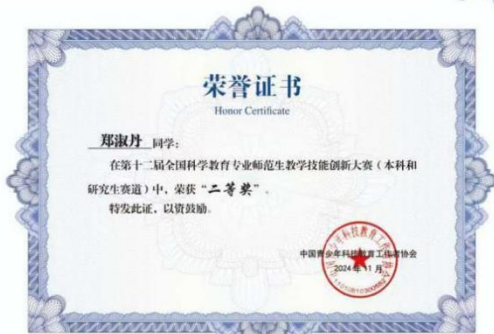 荣誉证书
Honor Certificate
郑淑丹 同学:
在第十二届全国科学教育专业师范生教学技能创新大赛(本科和
研究生赛道)中,荣获“二等奖”。
特发此证,以资鼓励。
中国青少年科技教育工作者协会
2024年11月